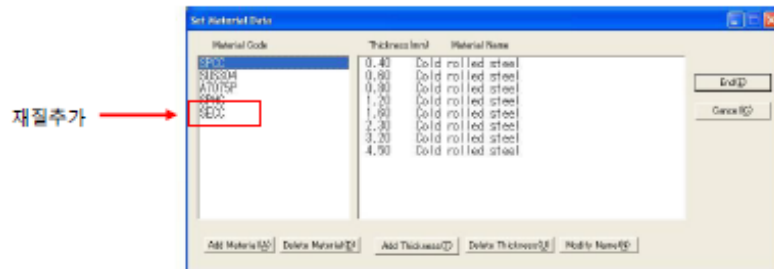 Set Material Data
Material Code
Thickness(mm) Material Name
SPCC
SUS304
A7075P
SPHC
SECC
0.40 Cold rolled steel
0.60 Cold rolled steel
0.80 Cold rolled steel
1.20 Cold rolled steel
1.60 Cold rolled steel
2.30 Cold rolled steel
3.20 Cold rolled steel
4.50 Cold rolled steel
End(E)
Cancel(C)
재질추가
Add Material(A) Delete Material(D) Add Thickness(T) Delete Thickness(U) Modify Name(N)